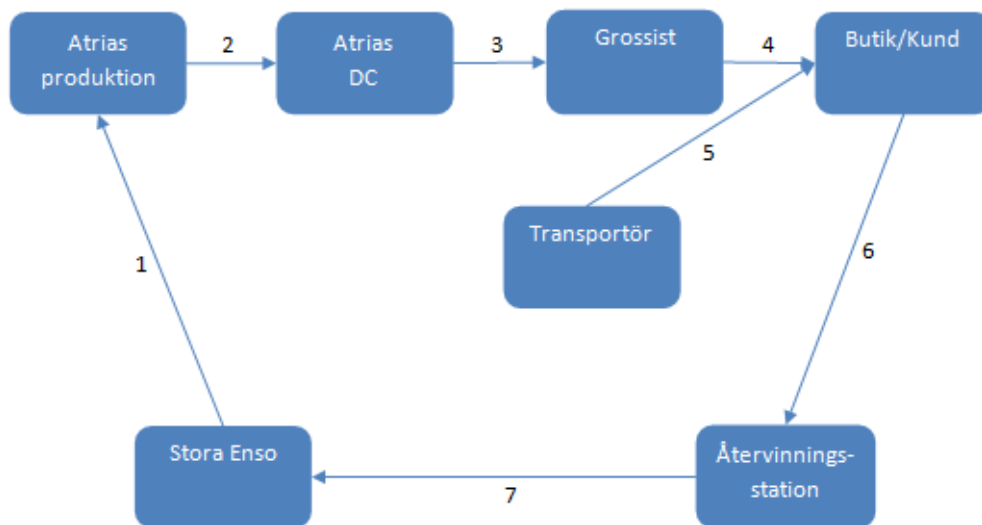 Atrias
produktion
2
Atrias
DC
3
Grossist
4
Butik/Kund
5
Transportör
1
6
Stora Enso
7
Återvinnings-
station